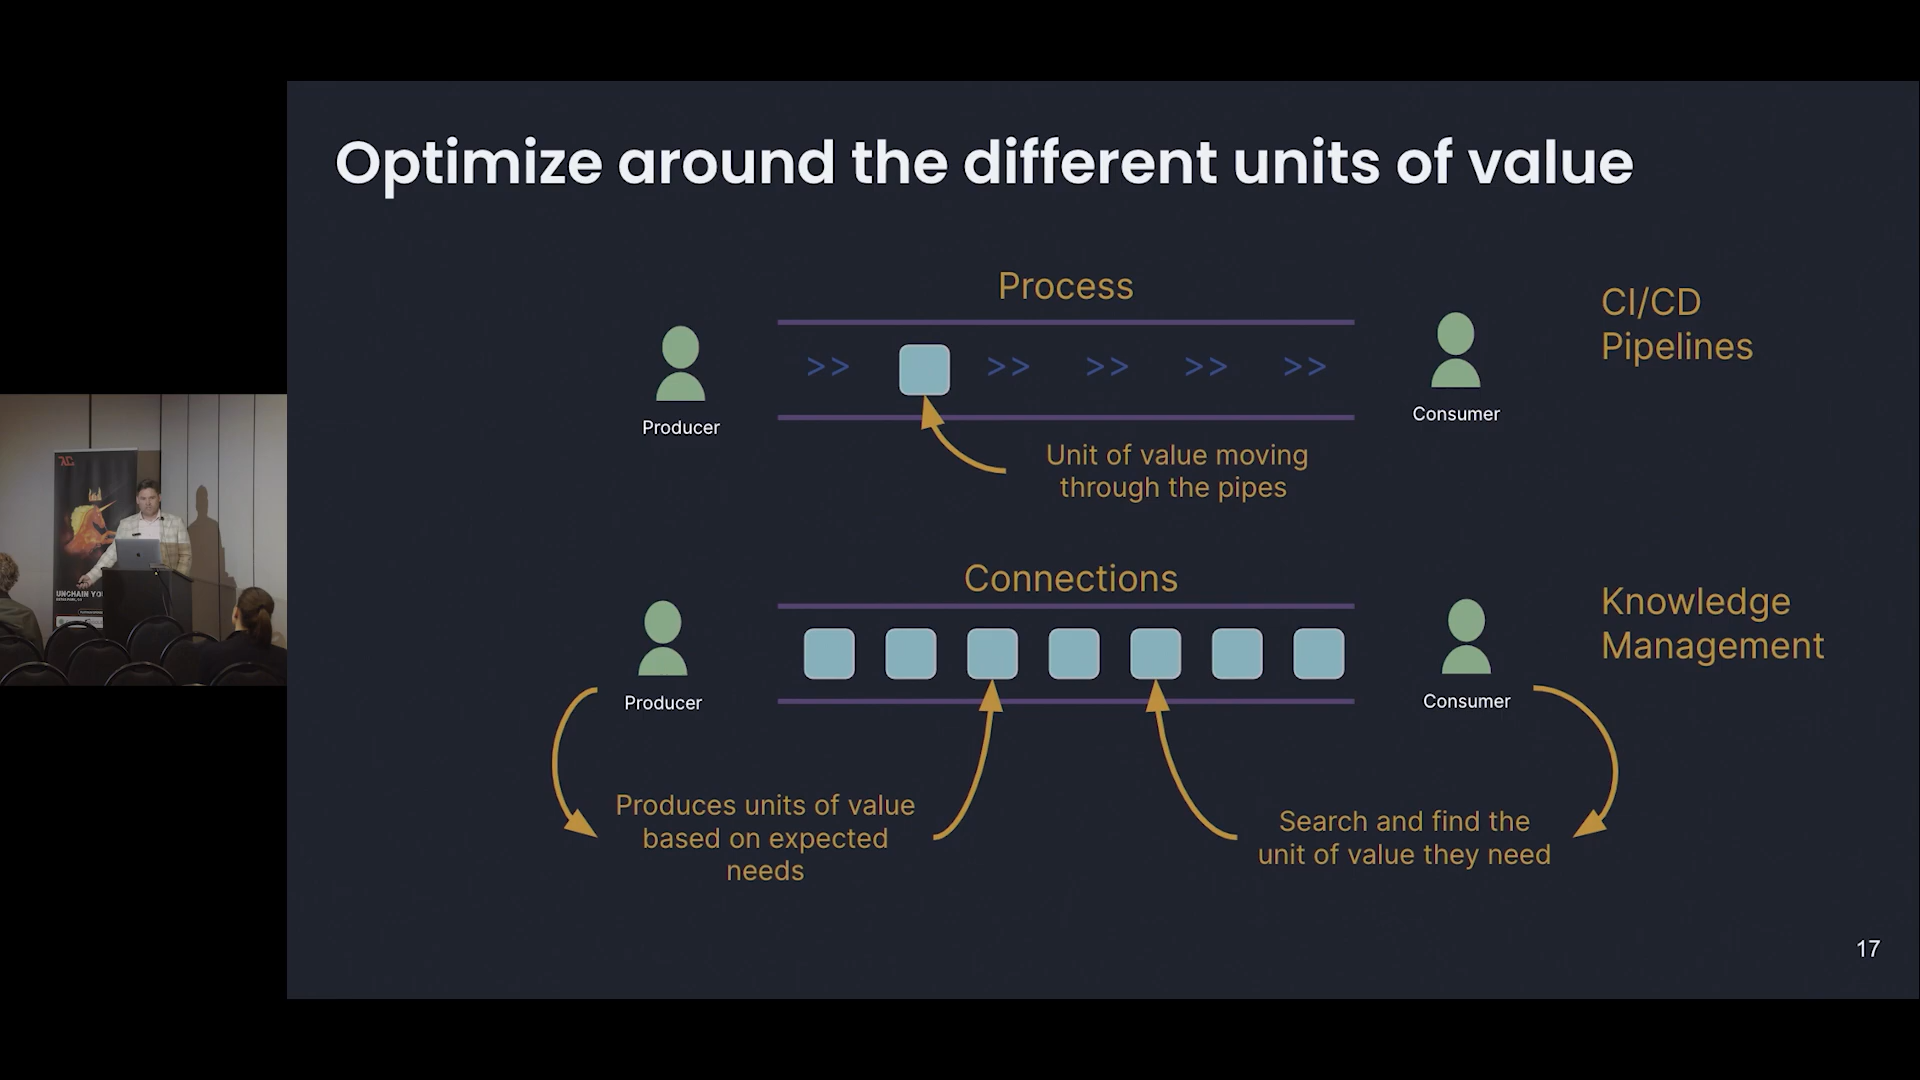 Optimize around the different units of value
Process
CI/CD
Pipelines
>> >> >> >> >>
Producer
Consumer
Unit of value moving
through the pipes
Connections
Knowledge
Management
Producer
Consumer
Produces units of value
based on expected
needs
Search and find the
unit of value they need
17
UNCHAIN YO